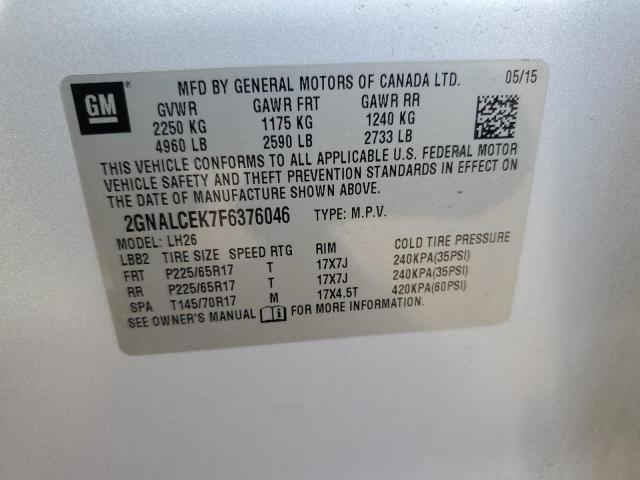 GM ®
MFD BY GENERAL MOTORS OF CANADA LTD. 05/15
GVWR GAWR FRT GAWR RR
2250 KG 1175 KG 1240 KG
4960 LB 2590 LB 2733 LB
THIS VEHICLE CONFORMS TO ALL APPLICABLE U.S. FEDERAL MOTOR
VEHICLE SAFETY AND THEFT PREVENTION STANDARDS IN EFFECT ON
THE DATE OF MANUFACTURE SHOWN ABOVE.
2GNALCEK7F6376046 TYPE: M.P.V.
MODEL: LH26
LBB2 TIRE SIZE SPEED RTG RIM COLD TIRE PRESSURE
FRT P225/65R17 T 17X7J 240KPA(35PSI)
RR P225/65R17 T 17X7J 240KPA(35PSI)
SPA T145/70R17 M 17X4.5T 420KPA(60PSI)
SEE OWNER'S MANUAL FOR MORE INFORMATION.